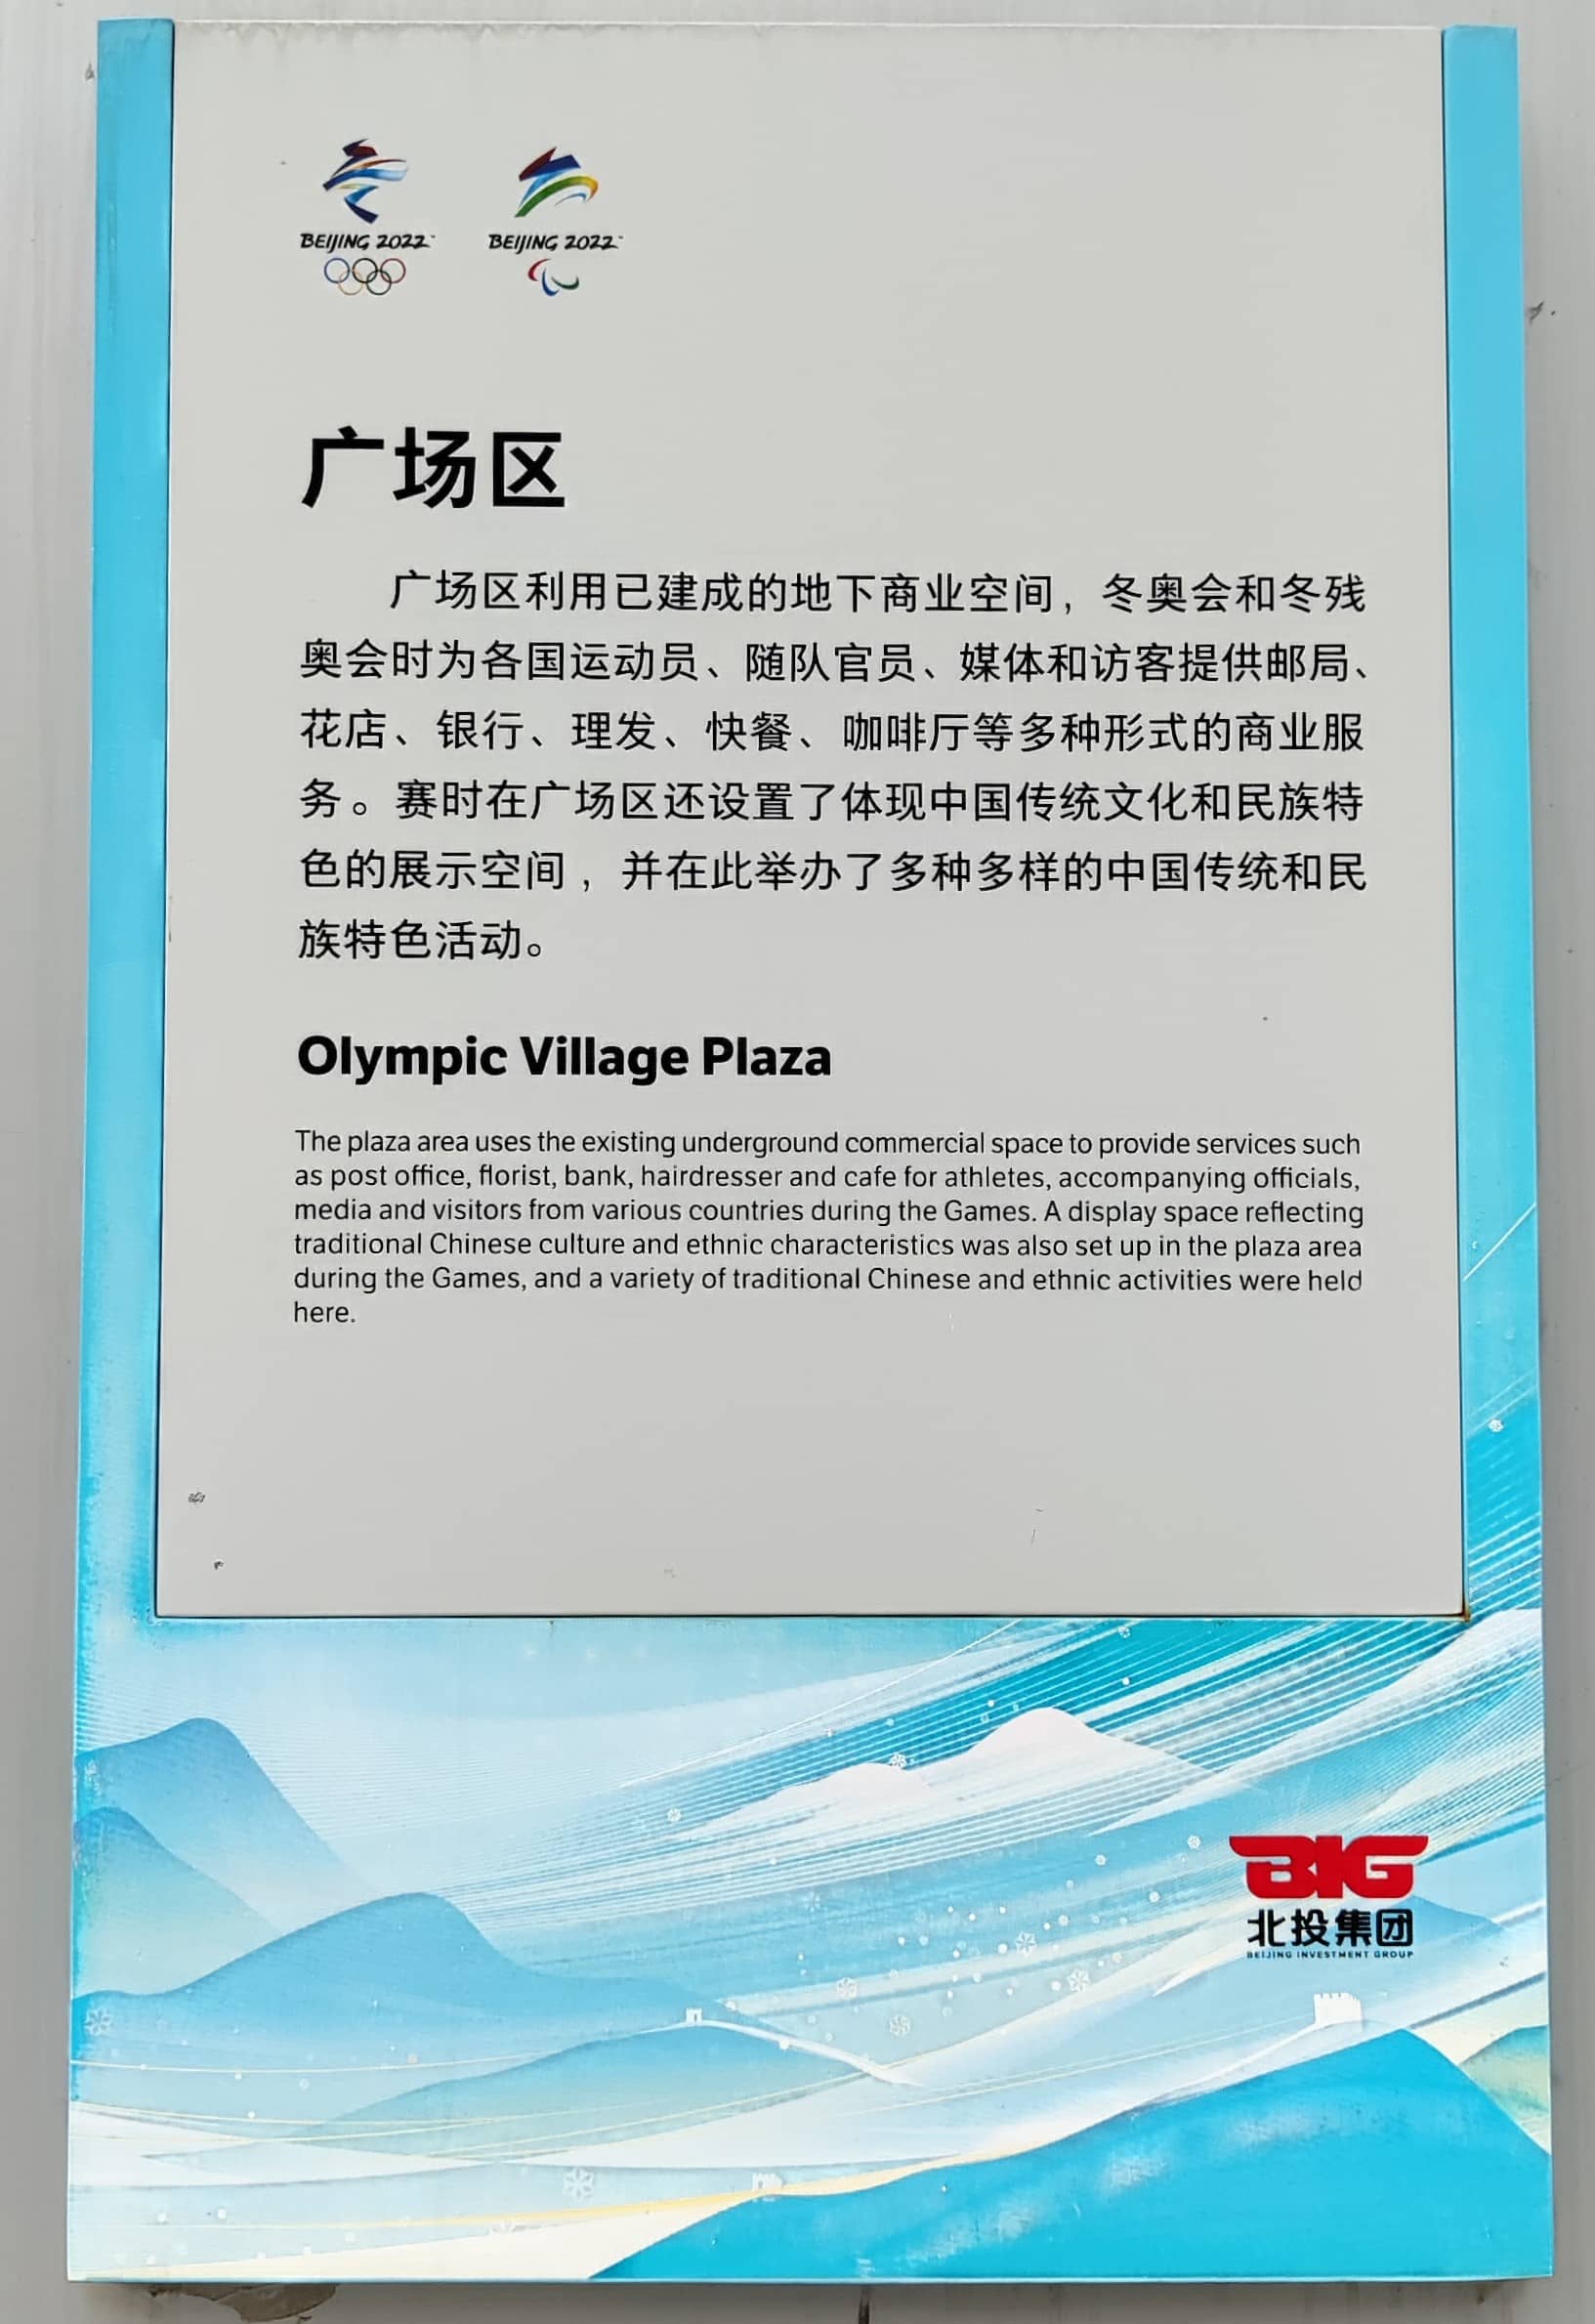 BEIJING 2022™ BEIJING 2022™
广场区
广场区利用已建成的地下商业空间，冬奥会和冬残
奥会时为各国运动员、随队官员、媒体和访客提供邮局、
花店、银行、理发、快餐、咖啡厅等多种形式的商业服
务。赛时在广场区还设置了体现中国传统文化和民族特
色的展示空间，并在此举办了多种多样的中国传统和民
族特色活动。
Olympic Village Plaza
The plaza area uses the existing underground commercial space to provide services such
as post office, florist, bank, hairdresser and cafe for athletes, accompanying officials,
media and visitors from various countries during the Games. A display space reflecting
traditional Chinese culture and ethnic characteristics was also set up in the plaza area
during the Games, and a variety of traditional Chinese and ethnic activities were held
here.
BIG
北投集团
BEIJING INVESTMENT GROUP